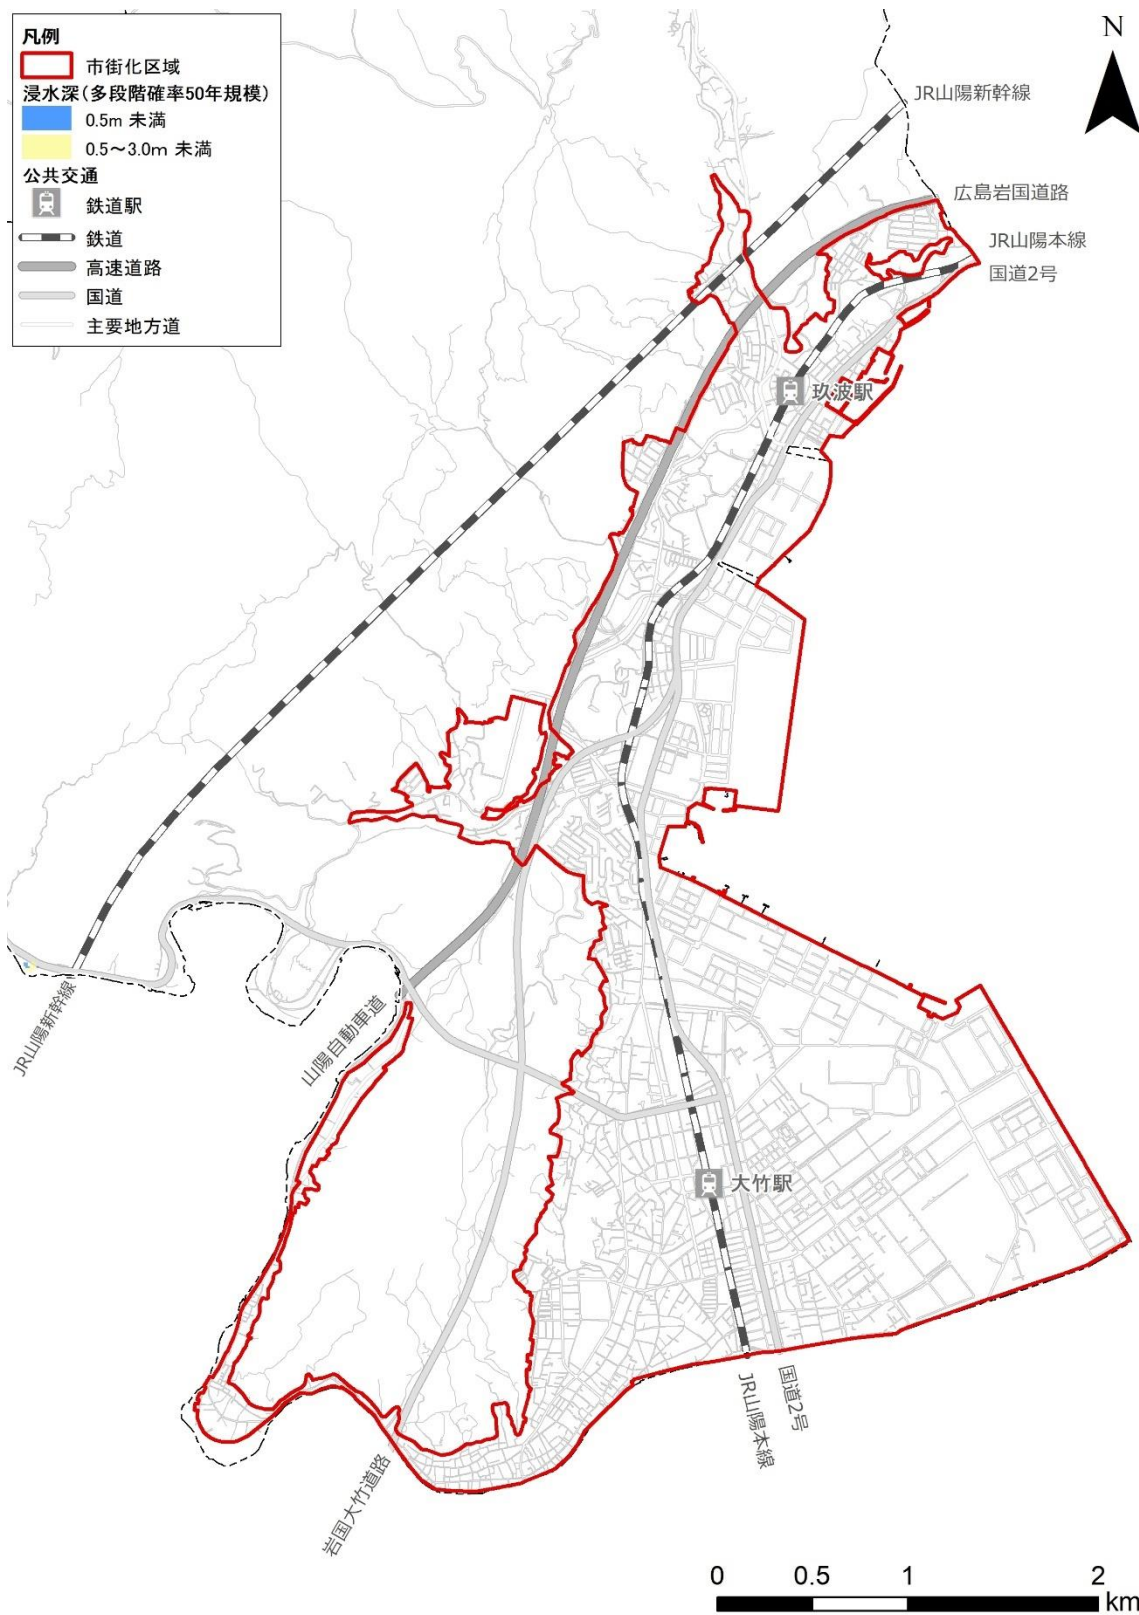 凡例
市街化区域
浸水深(多段階確率50年規模)
0.5m 未満
0.5～3.0m 未満
公共交通
鉄道駅
鉄道
高速道路
国道
主要地方道
N
JR山陽新幹線
広島岩国道路
JR山陽本線
国道2号
玖波駅
JR山陽新幹線
山陽自動車道
大竹駅
国道2号
JR山陽本線
岩国大竹道路
0 0.5 1 2
km